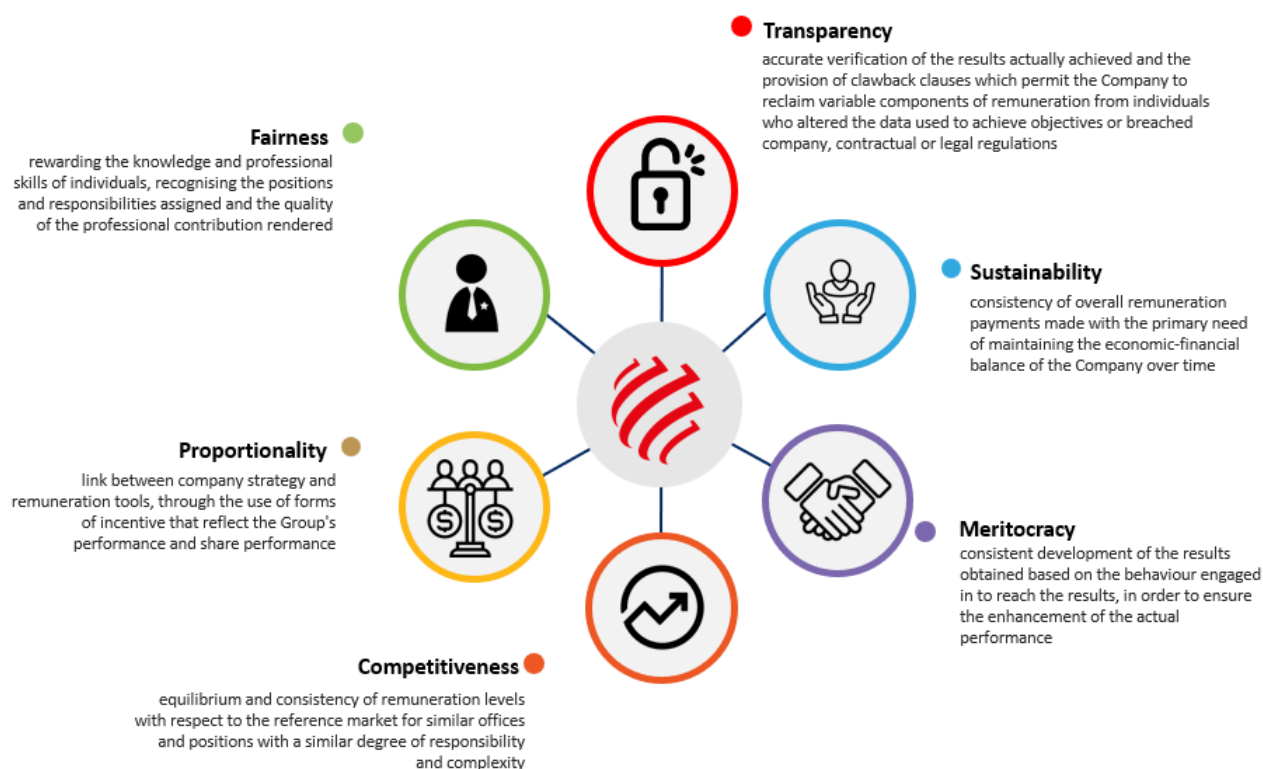 Transparency
accurate verification of the results actually achieved and the
provision of clawback clauses which permit the Company to
reclaim variable components of remuneration from individuals
who altered the data used to achieve objectives or breached
company, contractual or legal regulations
Fairness
rewarding the knowledge and professional
skills of individuals, recognising the positions
and responsibilities assigned and the quality
of the professional contribution rendered
Sustainability
consistency of overall remuneration
payments made with the primary need
of maintaining the economic-financial
balance of the Company over time
Proportionality
link between company strategy and
remuneration tools, through the use of forms
of incentive that reflect the Group's
performance and share performance
$ $
Meritocracy
consistent development of the results
obtained based on the behaviour engaged
in to reach the results, in order to ensure
the enhancement of the actual
performance
Competitiveness
equilibrium and consistency of remuneration levels
with respect to the reference market for similar offices
and positions with a similar degree of responsibility
and complexity